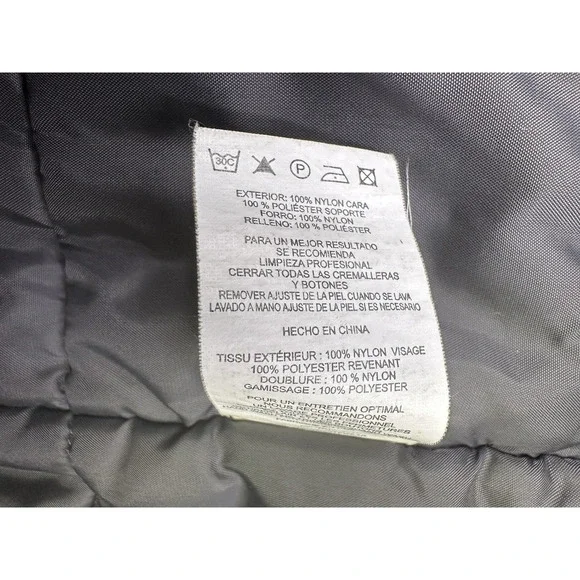 30C P
EXTERIOR: 100% NYLON CARA
100 % POLIÉSTER SOPORTE
FORRO: 100% NYLON
RELLENO: 100 % POLIÉSTER
PARA UN MEJOR RESULTADO
SE RECOMIENDA
LIMPIEZA PROFESIONAL
CERRAR TODAS LAS CREMALLERAS
Y BOTONES
REMOVER AJUSTE DE LA PIEL CUANDO SE LAVA
LAVADO A MANO AJUSTE DE LA PIEL SI ES NECESARIO
HECHO EN CHINA
TISSU EXTÉRIEUR : 100% NYLON VISAGE
100% POLYESTER REVENANT
DOUBLURE : 100 % NYLON
GAMISSAGE : 100% POLYESTER
POUR UN ENTRETIEN OPTIMAL
NOUS RECOMMANDONS